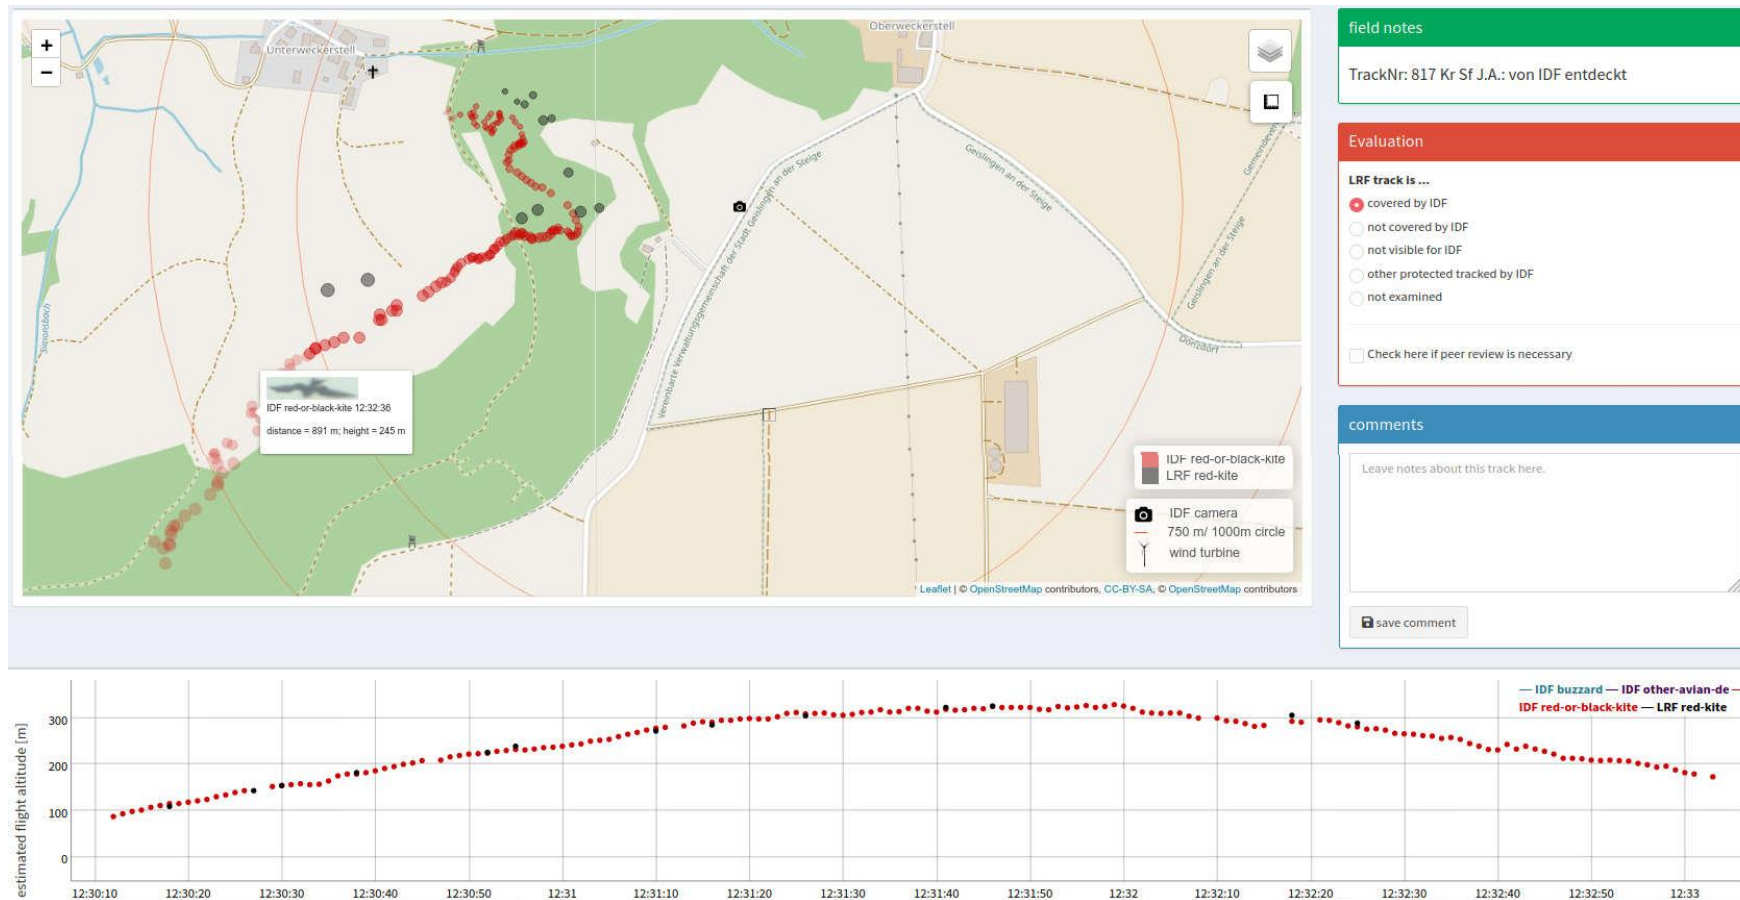 field notes
TrackNr: 817 Kr Sf J.A.: von IDF entdeckt
Evaluation
LRF track is ...
covered by IDF
not covered by IDF
not visible for IDF
other protected tracked by IDF
not examined
Check here if peer review is necessary
comments
Leave notes about this track here.
save comment
+
−
Unterweckerstell
Oberweckerstell
Geislingen an der Steige
Vereinbarte Verwaltungsgemeinschaft der Stadt Geislingen an der Steige
Geislingen an der Steige
Donzdorf
Simonsbach
IDF red-or-black-kite 12:32:36
distance = 891 m; height = 245 m
IDF red-or-black-kite
LRF red-kite
IDF camera
750 m/ 1000m circle
wind turbine
Leaflet | © OpenStreetMap contributors, CC-BY-SA, © OpenStreetMap contributors
— IDF buzzard — IDF other-avian-de —
IDF red-or-black-kite — LRF red-kite
estimated flight altitude [m]
300
200
100
0
12:30:10 12:30:20 12:30:30 12:30:40 12:30:50 12:31 12:31:10 12:31:20 12:31:30 12:31:40 12:31:50 12:32 12:32:10 12:32:20 12:32:30 12:32:40 12:32:50 12:33